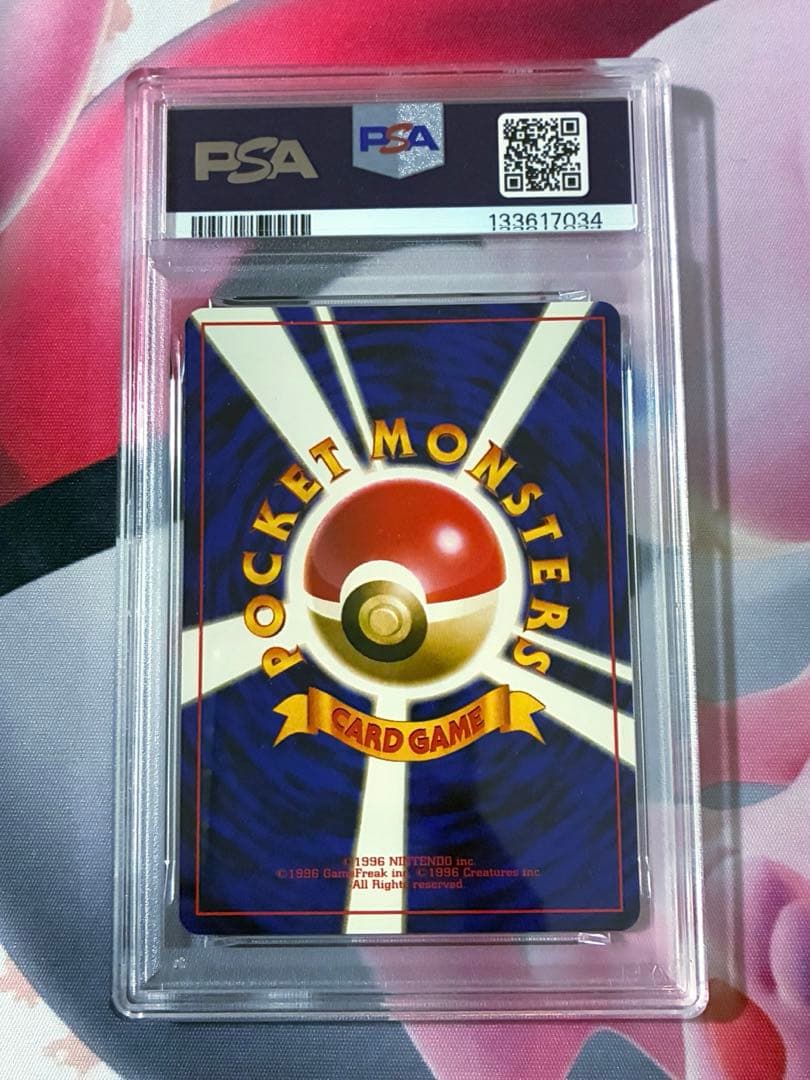 PSA PSA
133617034
POCKET MONSTERS
CARD GAME
©1996 NINTENDO inc.
©1996 GameFreak inc. ©1996 Creatures inc.
All Rights reserved